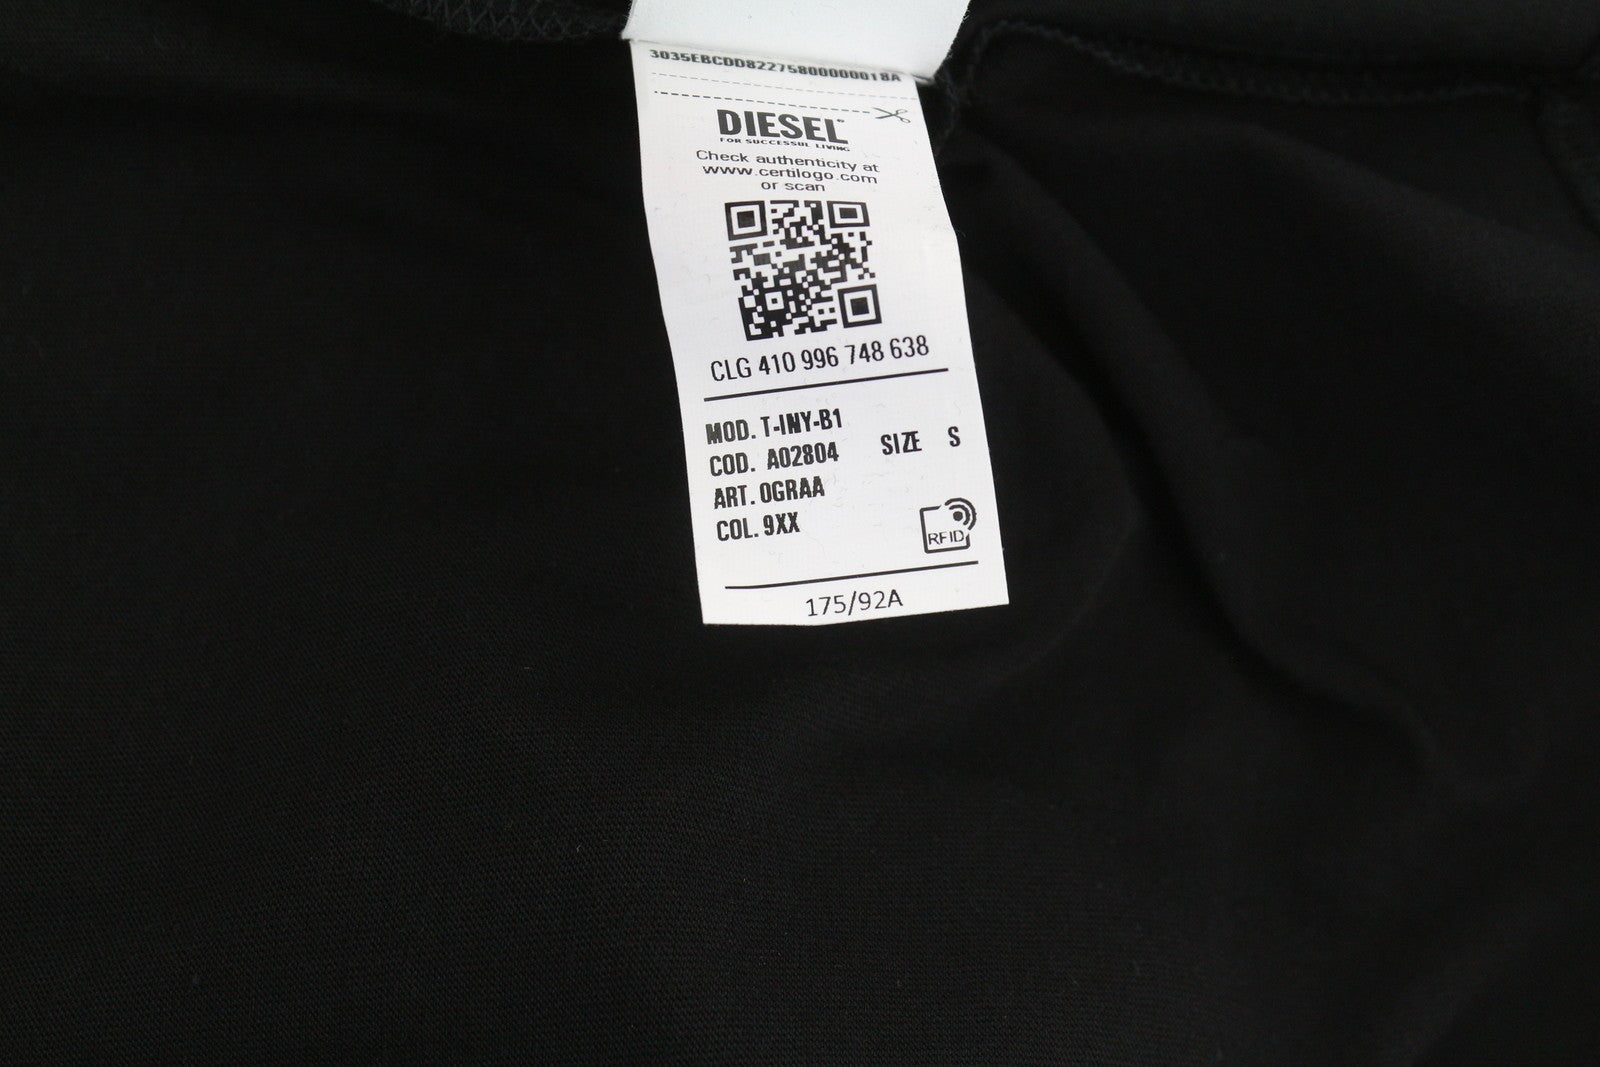 3035EBCDD82275800000018A
DIESEL
FOR SUCCESSUL LIVING
Check authenticity at
www.certilogo.com
or scan
CLG 410 996 748 638
MOD. T-INY-B1
COD. A02804 SIZE S
ART. 0GRAA
COL. 9XX
RFID
175/92A